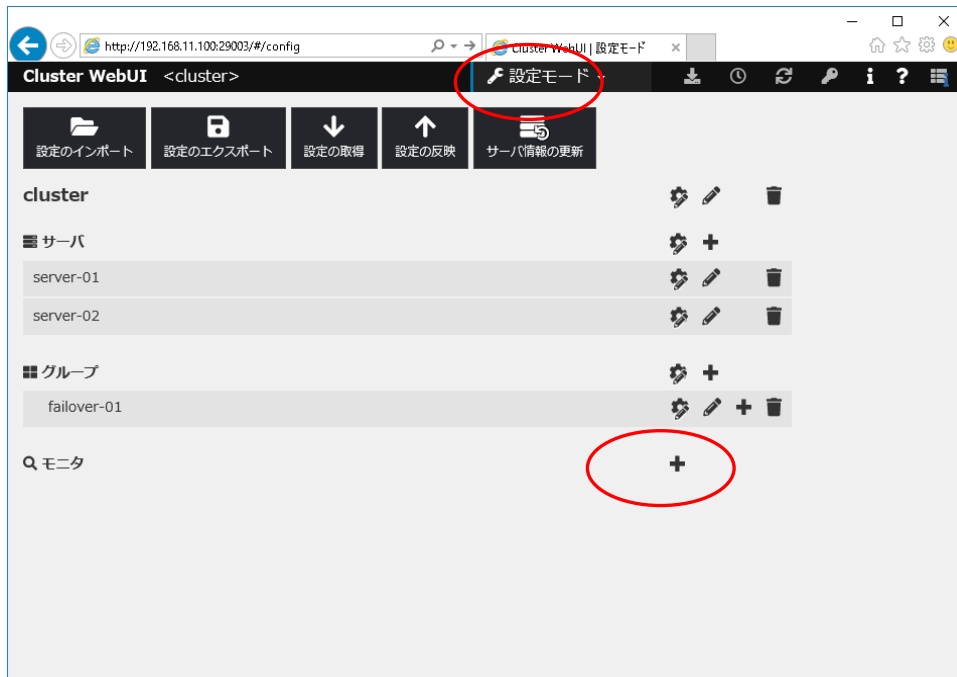 http://192.168.11.100:29003/#/config
Cluster WebUI | 設定モード
Cluster WebUI <cluster>
設定モード
設定のインポート
設定のエクスポート
設定の取得
設定の反映
サーバ情報の更新
cluster
サーバ
server-01
server-02
グループ
failover-01
モニタ